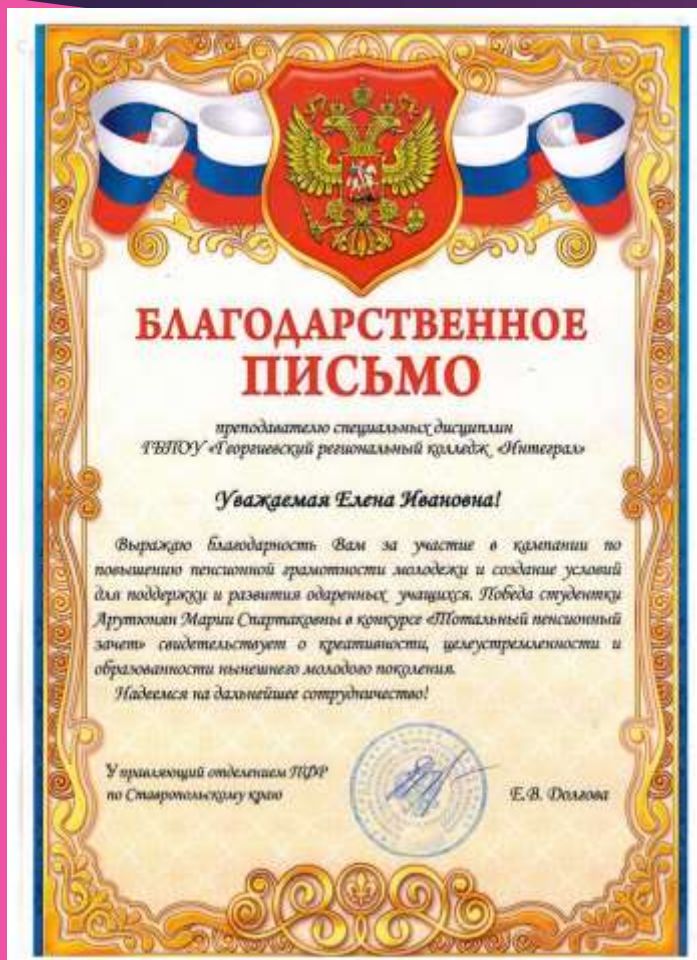 БЛАГОДАРСТВЕННОЕ
ПИСЬМО
преподавателю специальных дисциплин
ГБПОУ «Георгиевский региональный колледж «Интеграл»
Уважаемая Елена Ивановна!
Выражаю благодарность Вам за участие в кампании по
повышению пенсионной грамотности молодежи и создание условий
для поддержки и развития одаренных учащихся. Победа студентки
Арутюнян Марии Спартаковны в конкурсе «Тотальный пенсионный
зачет» свидетельствует о креативности, целеустремленности и
образованности нынешнего молодого поколения.
Надеемся на дальнейшее сотрудничество!
Управляющий отделением ПФР
по Ставропольскому краю
Е.В. Долгова